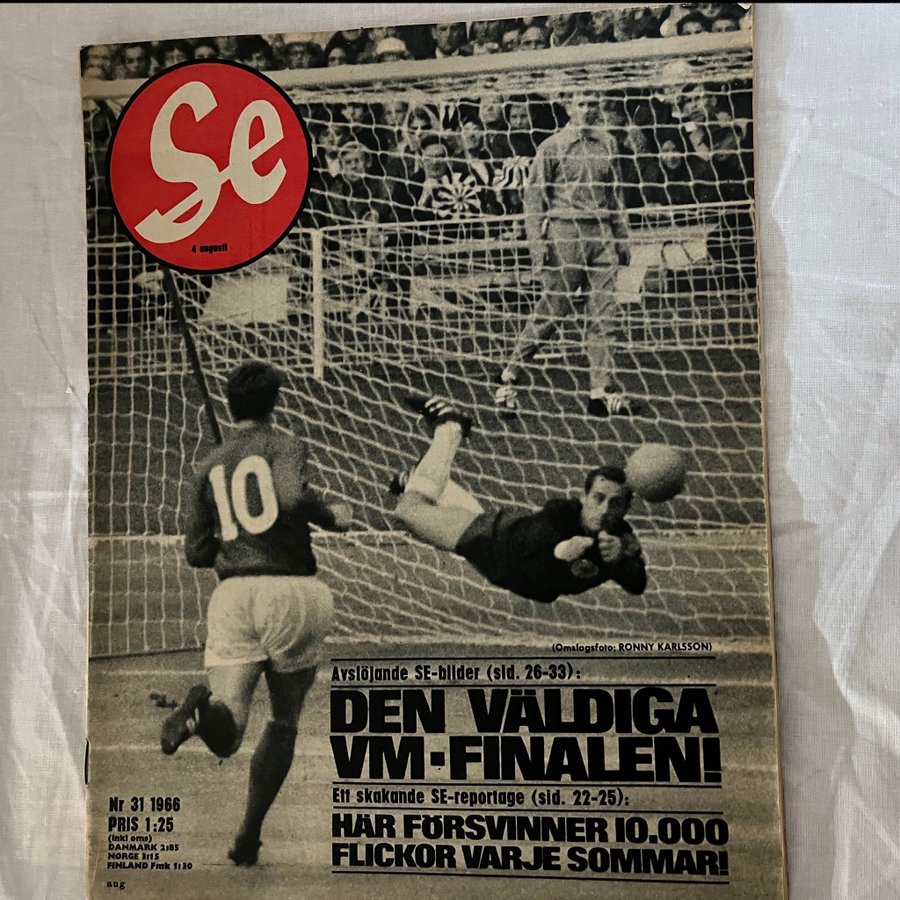 Se
4 augusti
10
(Omslagsfoto: RONNY KARLSSON)
Avslöjande SE-bilder (sid. 26-33):
DEN VÄLDIGA
VM-FINALEN!
Ett skakande SE-reportage (sid. 22-25):
HÄR FÖRSVINNER 10.000
FLICKOR VARJE SOMMAR!
Nr 31 1966
PRIS 1:25
(inkl oms)
DANMARK 2:85
NORGE 3:15
FINLAND Fmk 1:30
aug